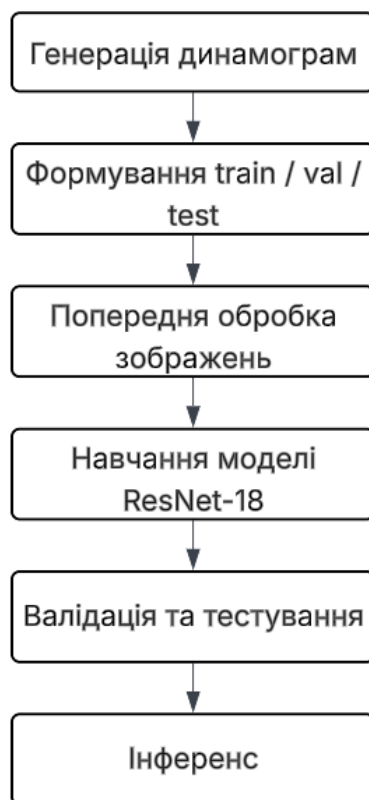 Генерація динамограм
Формування train / val /
test
Попередня обробка
зображень
Навчання моделі
ResNet-18
Валідація та тестування
Інференс